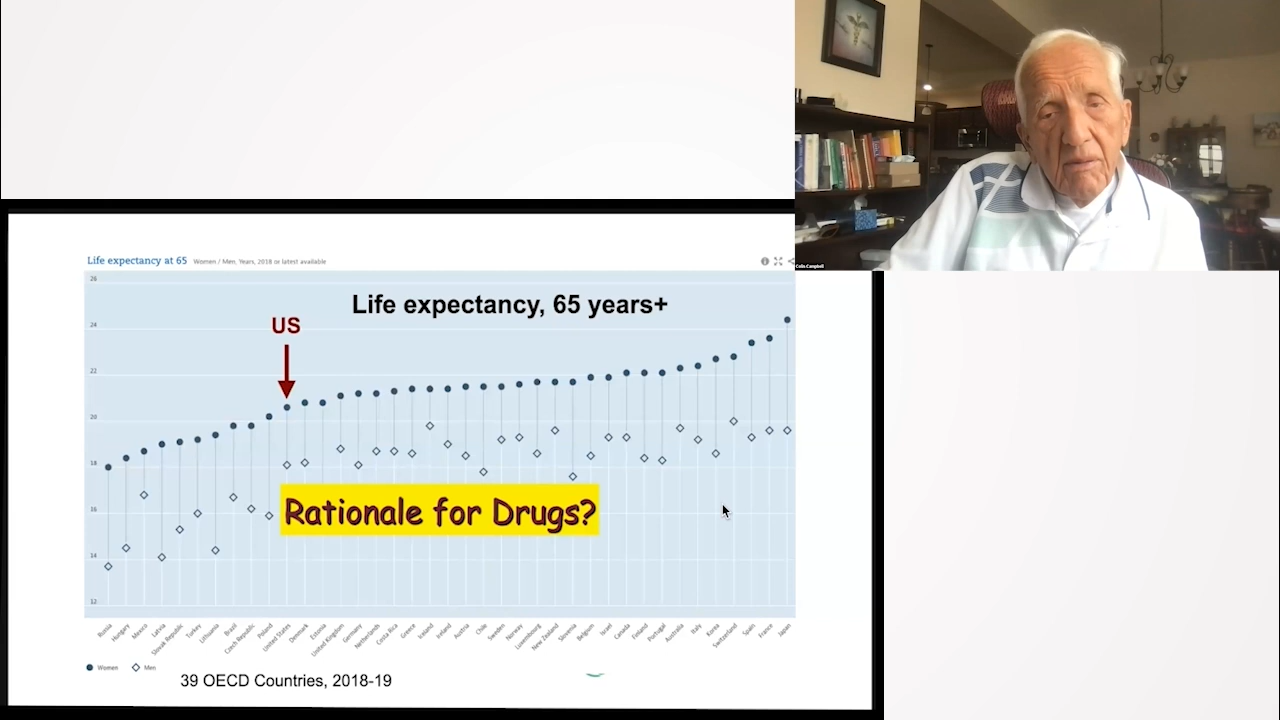 Colin Campbell
Life expectancy at 65 Women / Men, Years, 2018 or latest available
Life expectancy, 65 years+
US
26
24
22
20
18
16
14
12
Rationale for Drugs?
Russia
Hungary
Mexico
Latvia
Slovak Republic
Turkey
Lithuania
Brazil
Czech Republic
Poland
United States
Denmark
Estonia
United Kingdom
Germany
Netherlands
Costa Rica
Greece
Iceland
Ireland
Austria
Chile
Sweden
Norway
Luxembourg
New Zealand
Slovenia
Belgium
Israel
Canada
Finland
Portugal
Australia
Italy
Korea
Switzerland
Spain
France
Japan
Women
Men
39 OECD Countries, 2018-19